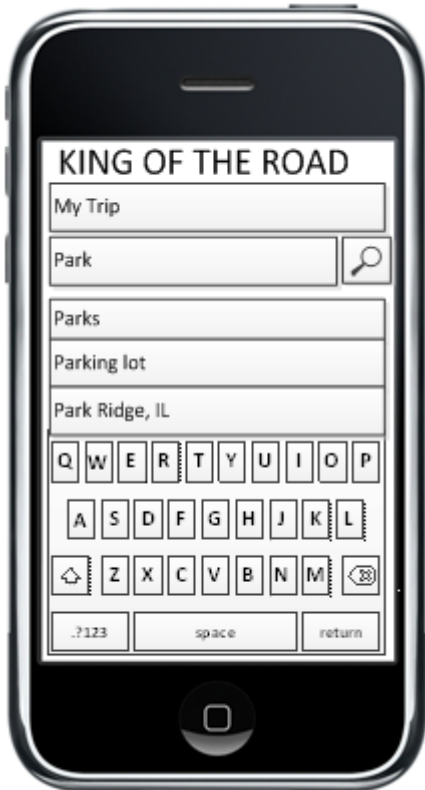 KING OF THE ROAD
My Trip
Park
Parks
Parking lot
Park Ridge, IL
Q W E R T Y U I O P
A S D F G H J K L
Z X C V B N M
.?123 space return